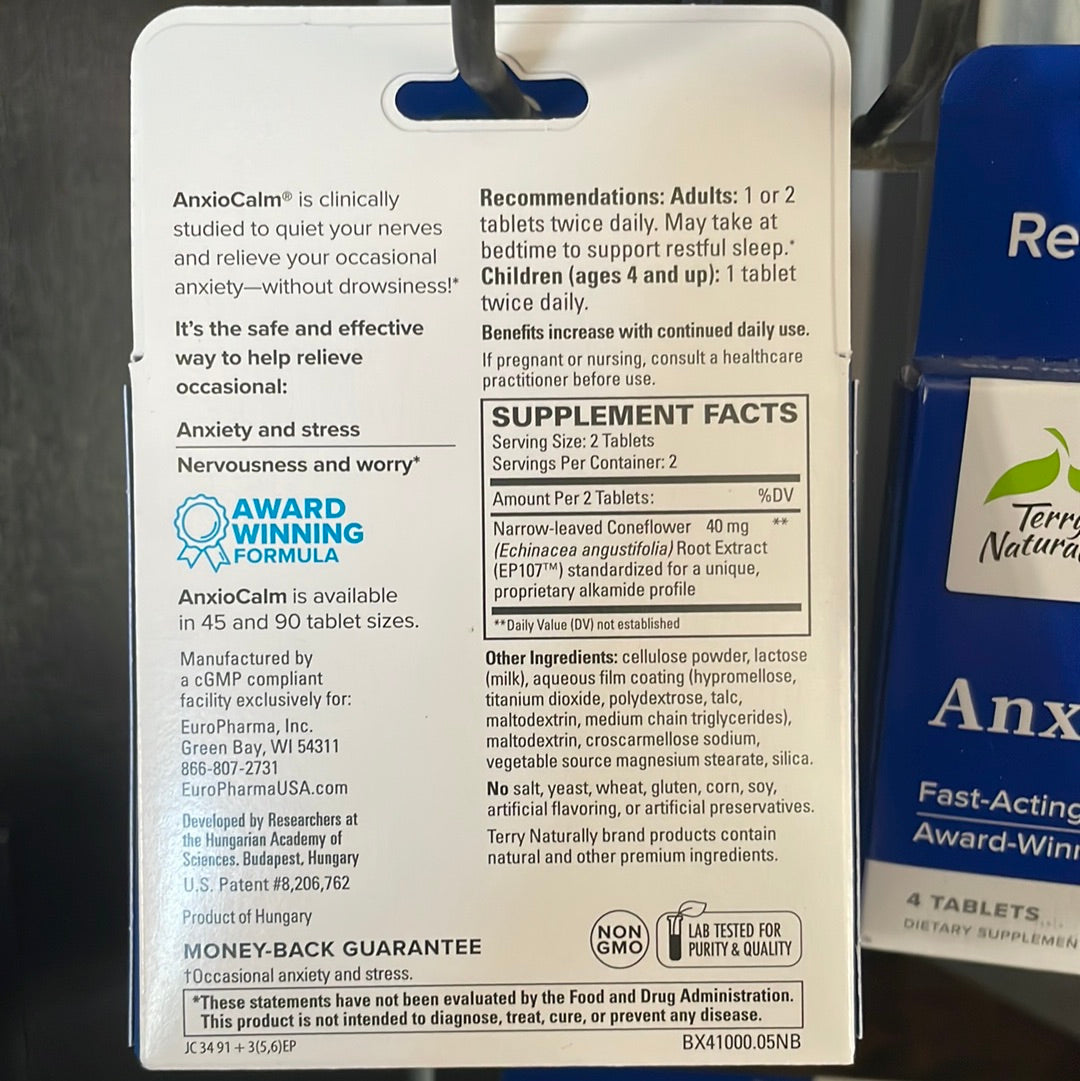 AnxioCalm® is clinically
studied to quiet your nerves
and relieve your occasional
anxiety—without drowsiness!*
It's the safe and effective
way to help relieve
occasional:
Anxiety and stress
Nervousness and worry*
AWARD
WINNING
FORMULA
AnxioCalm is available
in 45 and 90 tablet sizes.
Manufactured by
a cGMP compliant
facility exclusively for:
EuroPharma, Inc.
Green Bay, WI 54311
866-807-2731
EuroPharmaUSA.com
Developed by Researchers at
the Hungarian Academy of
Sciences. Budapest, Hungary
U.S. Patent #8,206,762
Product of Hungary
MONEY-BACK GUARANTEE
†Occasional anxiety and stress.
Recommendations: Adults: 1 or 2
tablets twice daily. May take at
bedtime to support restful sleep.*
Children (ages 4 and up): 1 tablet
twice daily.
Benefits increase with continued daily use.
If pregnant or nursing, consult a healthcare
practitioner before use.
SUPPLEMENT FACTS
Serving Size: 2 Tablets
Servings Per Container: 2
Amount Per 2 Tablets: %DV
Narrow-leaved Coneflower 40 mg **
(Echinacea angustifolia) Root Extract
(EP107™) standardized for a unique,
proprietary alkamide profile
**Daily Value (DV) not established
Other Ingredients: cellulose powder, lactose
(milk), aqueous film coating (hypromellose,
titanium dioxide, polydextrose, talc,
maltodextrin, medium chain triglycerides),
maltodextrin, croscarmellose sodium,
vegetable source magnesium stearate, silica.
No salt, yeast, wheat, gluten, corn, soy,
artificial flavoring, or artificial preservatives.
Terry Naturally brand products contain
natural and other premium ingredients.
NON
GMO
LAB TESTED FOR
PURITY & QUALITY
*These statements have not been evaluated by the Food and Drug Administration.
This product is not intended to diagnose, treat, cure, or prevent any disease.
JC 34 91 + 3(5,6)EP
BX41000.05NB
Re
Terry
Natura
Anx
Fast-Acting
Award-Winn
4 TABLETS
DIETARY SUPPLEMEN